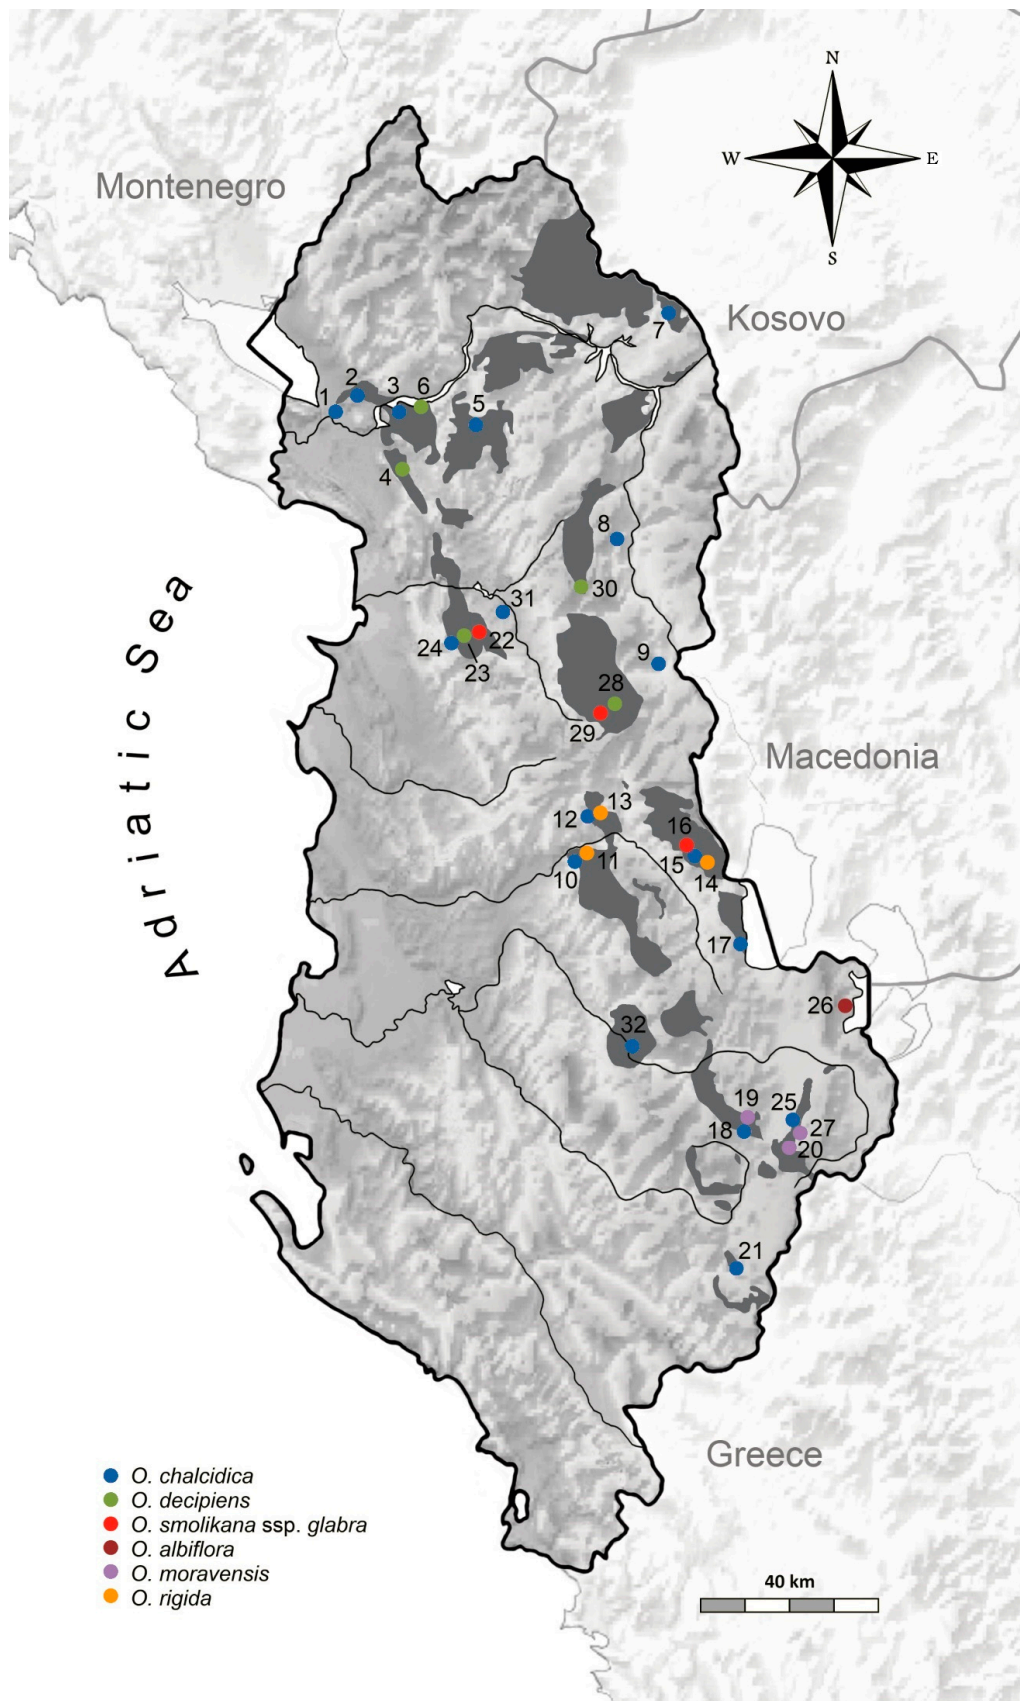 N
W E
S
Montenegro
Kosovo
7
2
1
3 6
5
4
8
30
31
24
22
23
9
28
29
Adriatic Sea
Macedonia
13
12
16
11
15
10
14
17
26
32
19
25
18
27
20
21
Greece
O. chalcidica
O. decipiens
O. smolikana ssp. glabra
O. albiflora
O. moravensis
O. rigida
40 km